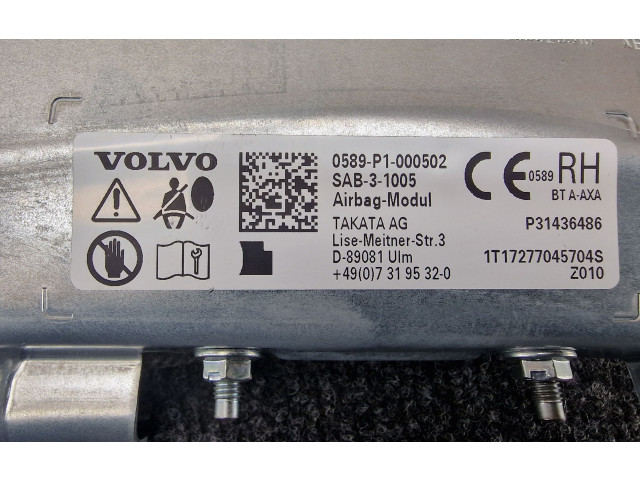 VOLVO
0589-P1-000502
SAB-3-1005
Airbag-Modul
TAKATA AG
Lise-Meitner-Str.3
D-89081 Ulm
+49(0)7 31 95 32-0
CE 0589 RH
BT A-AXA
P31436486
1T17277045704S
Z010